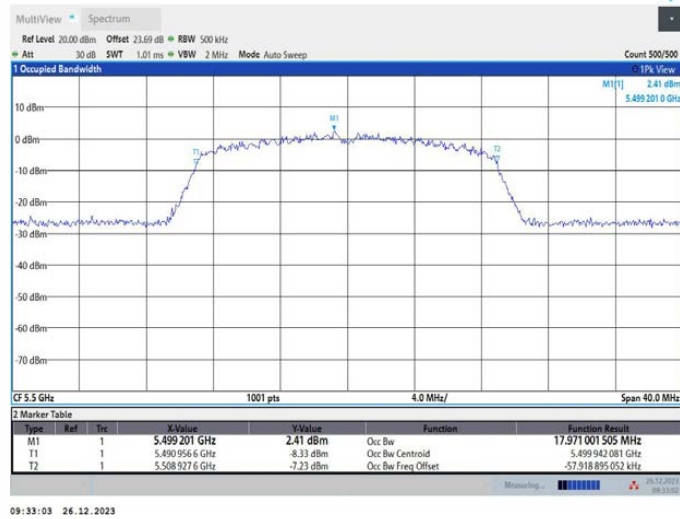 MultiView Spectrum
Ref Level 20.00 dBm Offset 23.69 dB RBW 500 kHz
Att 30 dB SWT 1.01 ms VBW 2 MHz Mode Auto Sweep Count 500/500
1 Occupied Bandwidth 1Pk View
M1[1] 2.41 dBm
5.499 201 0 GHz
M1
10 dBm
0 dBm
T1 T2
-10 dBm
-20 dBm
-30 dBm
-40 dBm
-50 dBm
-60 dBm
-70 dBm
CF 5.5 GHz 1001 pts 4.0 MHz/ Span 40.0 MHz
2 Marker Table
Type Ref Trc X-Value Y-Value Function Function Result
M1 1 5.499 201 GHz 2.41 dBm Occ Bw 17.971 001 505 MHz
T1 1 5.490 956 6 GHz -8.33 dBm Occ Bw Centroid 5.499 942 081 GHz
T2 1 5.508 927 6 GHz -7.23 dBm Occ Bw Freq Offset -57.918 895 052 kHz
Measuring... 26.12.2023
09:33:02
09:33:03 26.12.2023